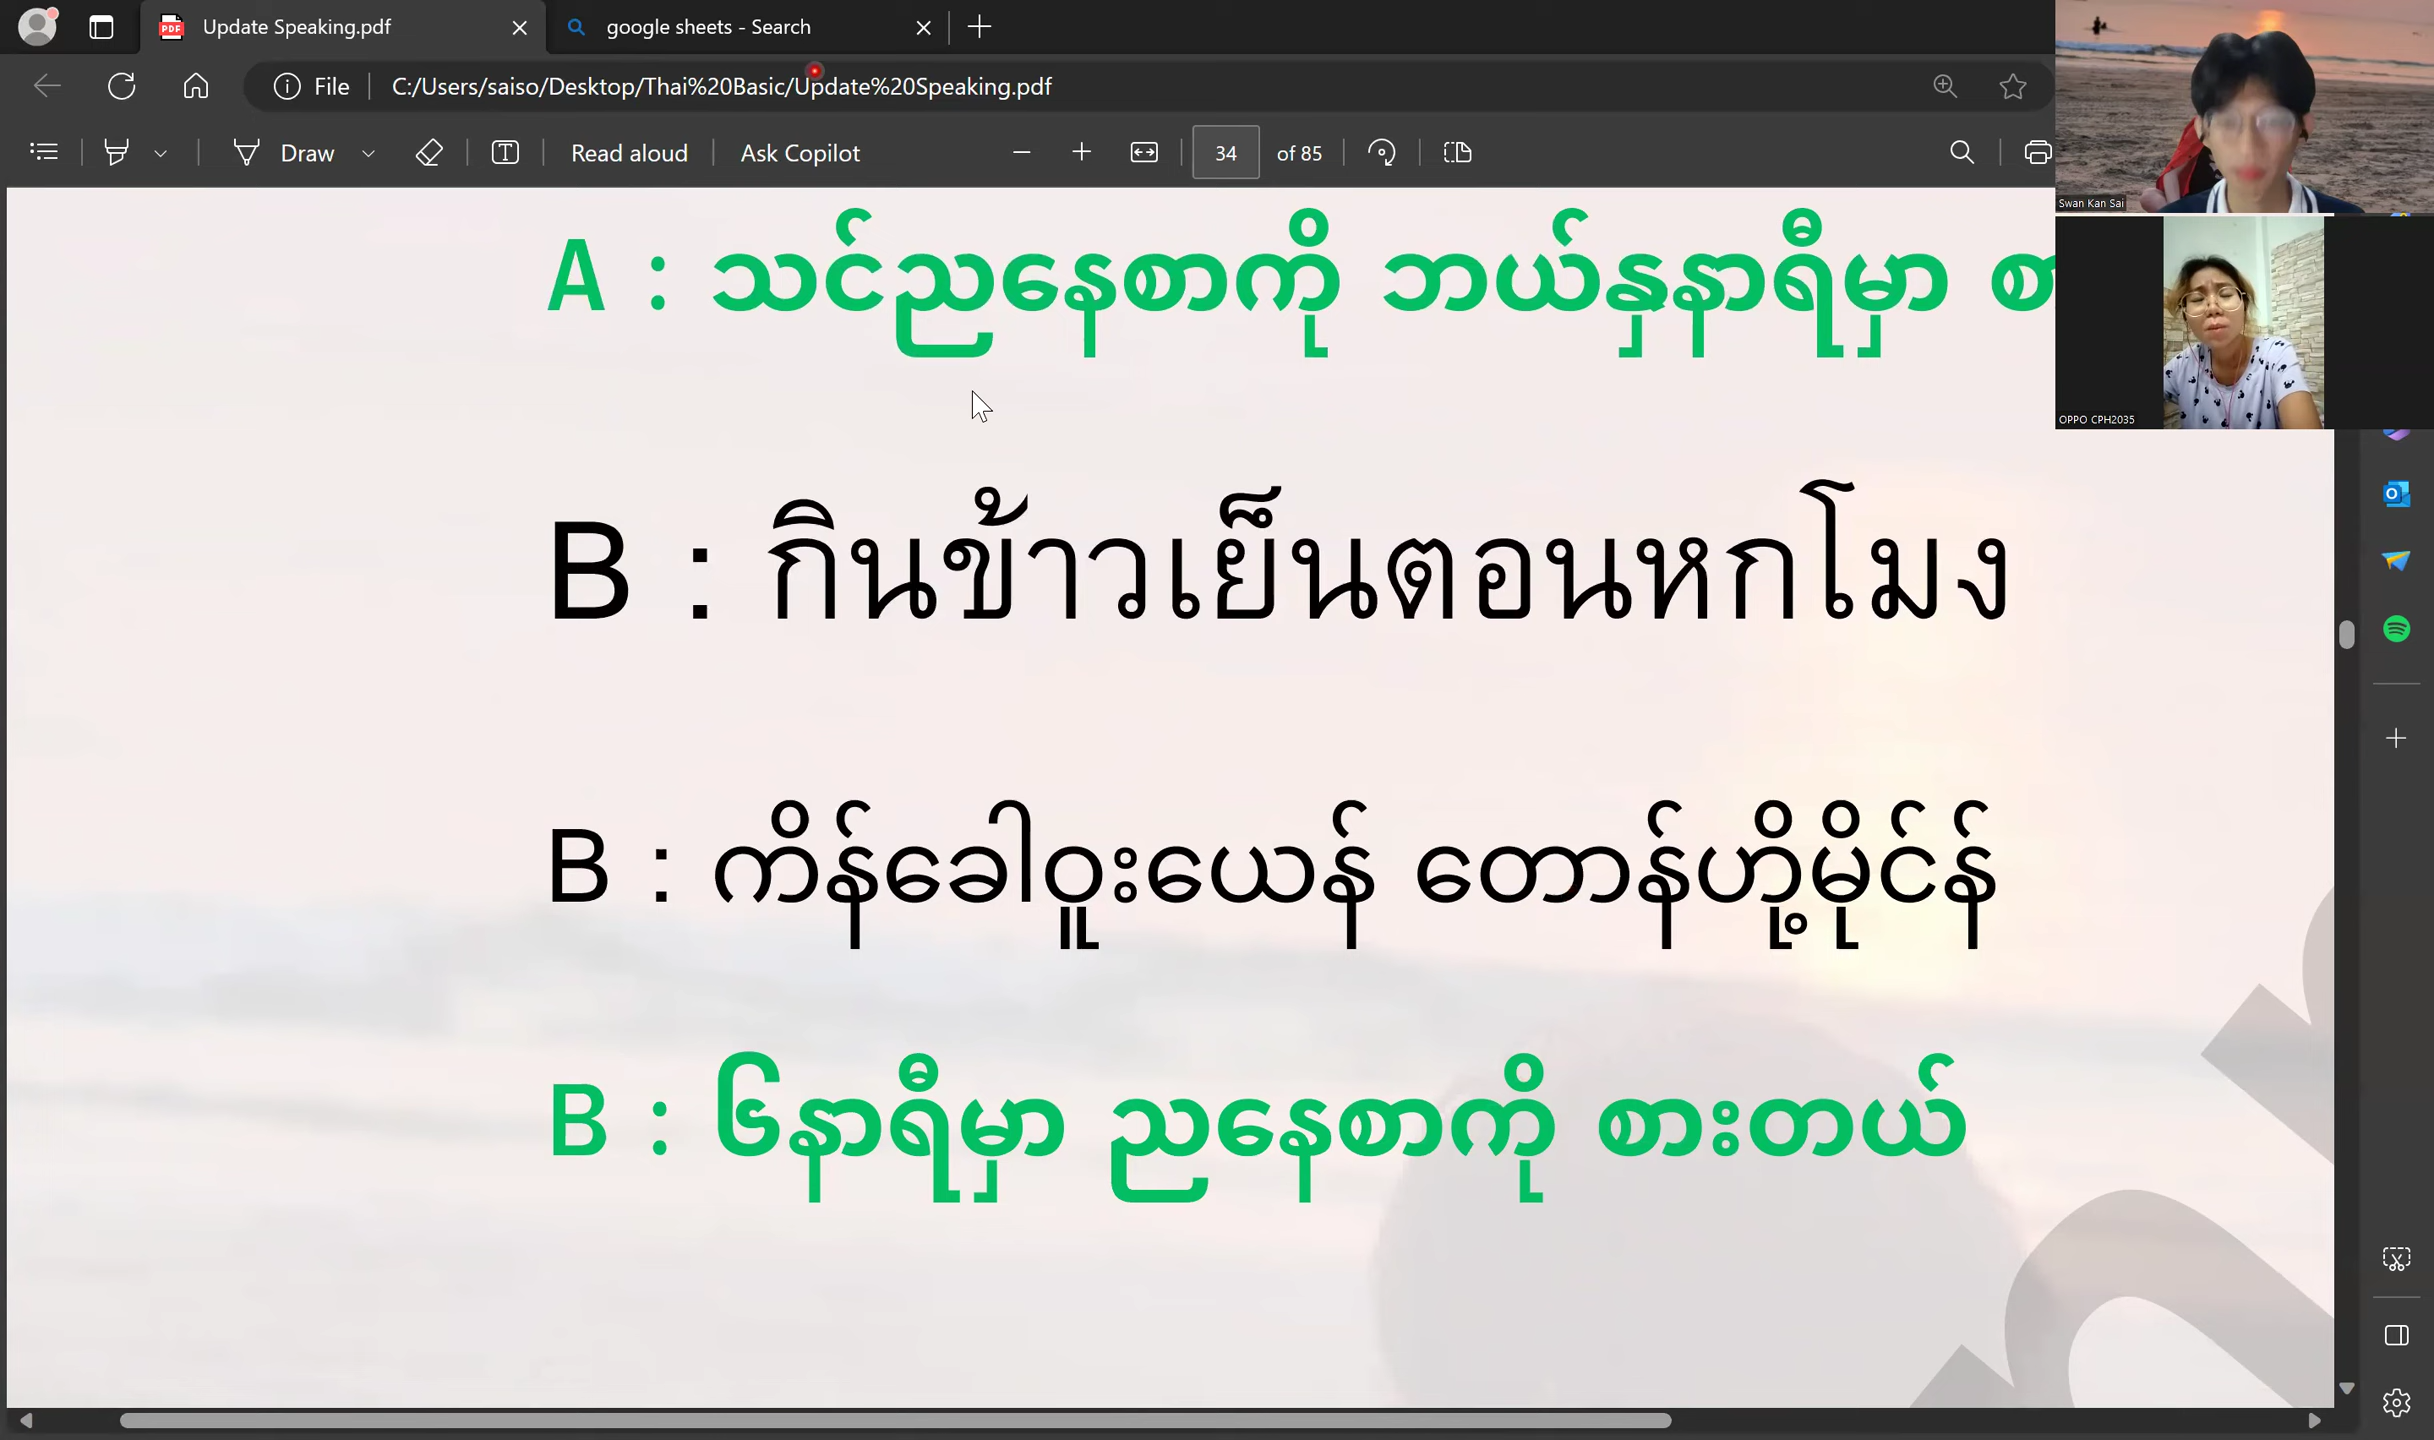 Update Speaking.pdf
google sheets - Search
File
C:/Users/saiso/Desktop/Thai%20Basic/Update%20Speaking.pdf
Draw
Read aloud
Ask Copilot
34 of 85
Swan Kan Sai
OPPO CPH2035
A : သင်ညနေစာကို ဘယ်နှနာရီမှာ
B : กินข้าวเย็นตอนหกโมง
B : ကိန်ခေါဝူးယေန် တောန်ဟို့မိုင်န်
B : ၆နာရီမှာ ညနေစာကို စားတယ်